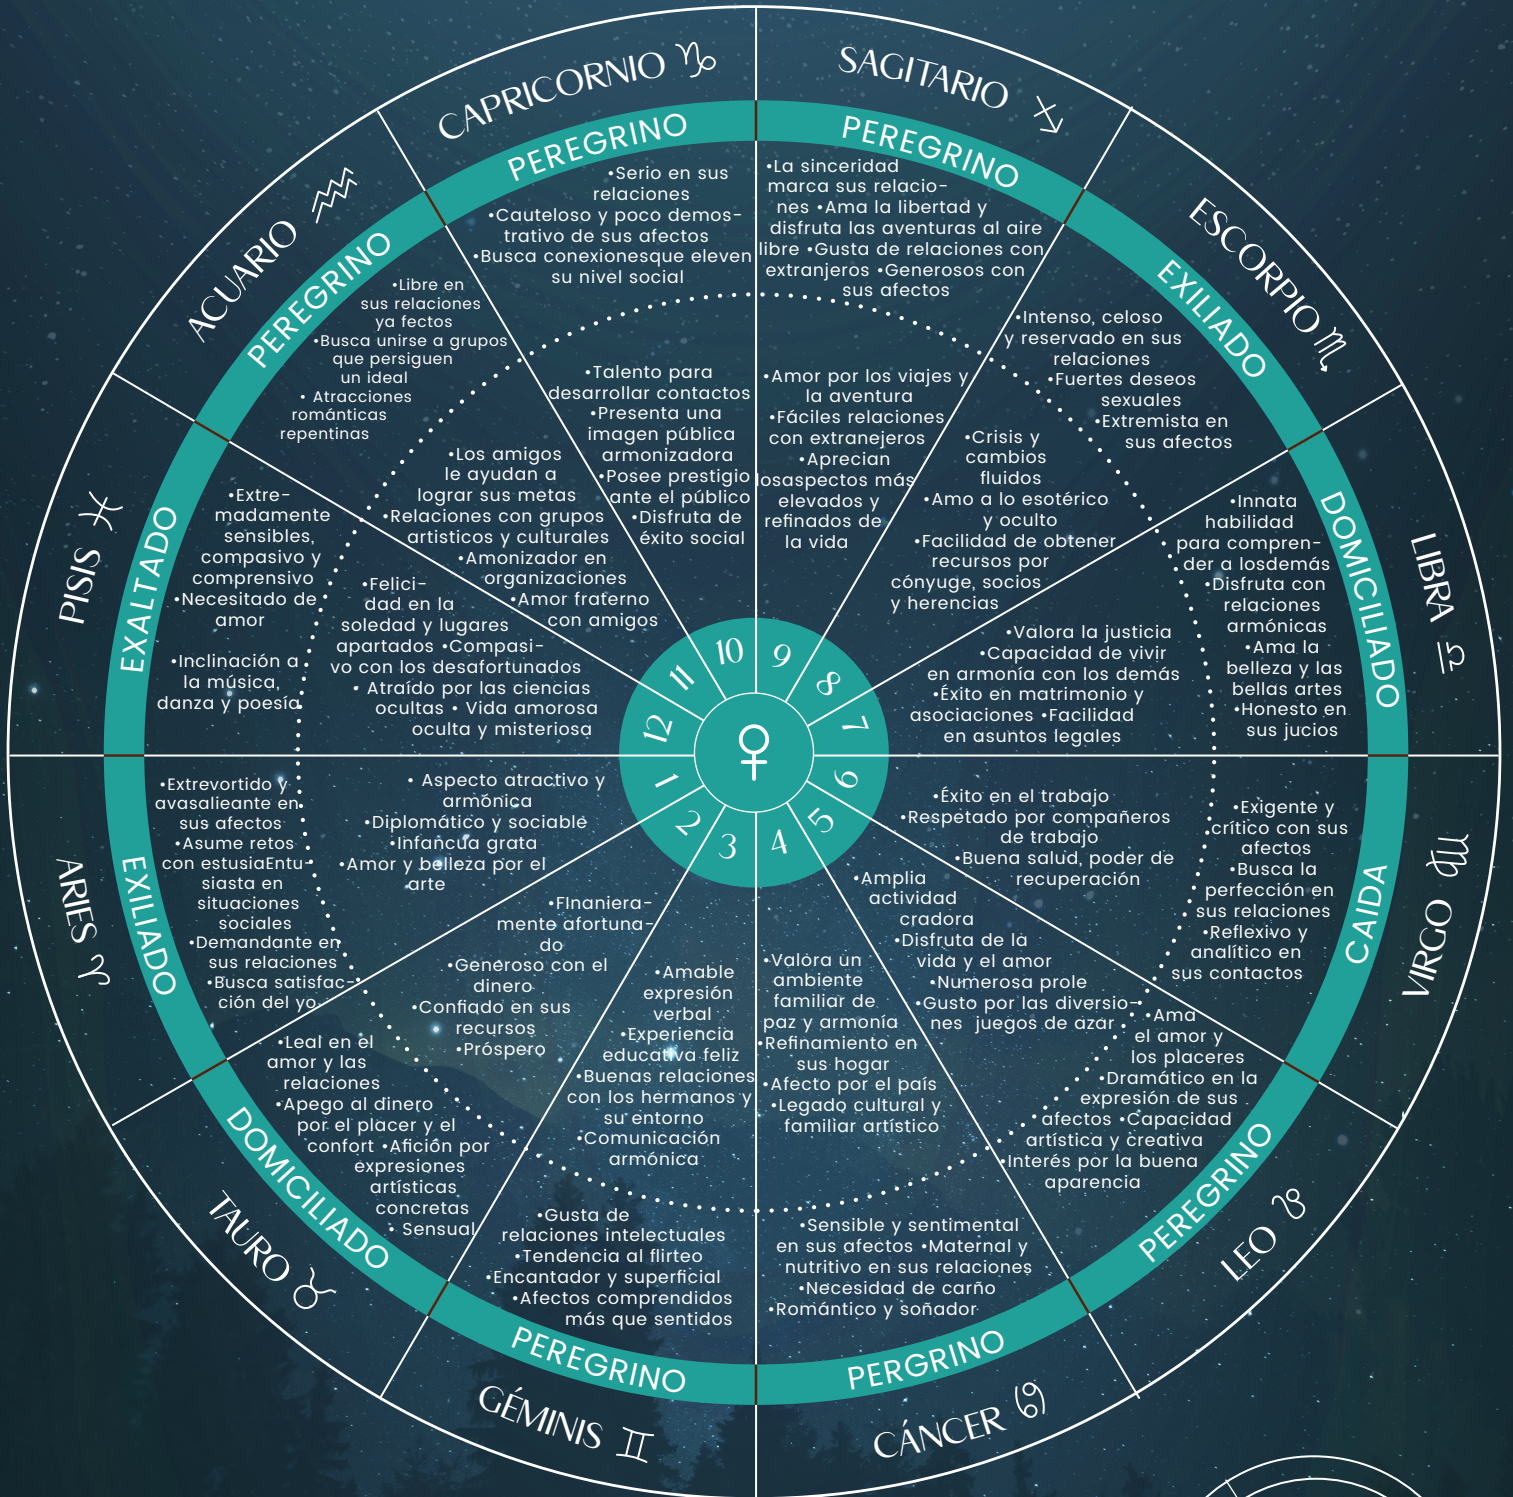 CAPRICORNIO
PEREGRINO
•Serio en sus
relaciones
•Cauteloso y poco demos-
trativo de sus afectos
•Busca conexionesque eleven
su nivel social
•Talento para
desarrollar contactos
•Presenta una
imagen pública
armonizadora
•Posee prestigio
ante el público
•Disfruta de
éxito social
10
SAGITARIO
PEREGRINO
•La sinceridad
marca sus relacio-
nes •Ama la libertad y
disfruta las aventuras al aire
libre •Gusta de relaciones con
extranjeros •Generosos con
sus afectos
•Amor por los viajes y
la aventura
•Fáciles relaciones
con extranejeros
•Aprecian
losaspectos más
elevados y
refinados de
la vida
9
ESCORPIO
EXILIADO
•Intenso, celoso
y reservado en sus
relaciones
•Fuertes deseos
sexuales
•Extremista en
sus afectos
•Crisis y
cambios
fluidos
•Amo a lo esotérico
y oculto
•Facilidad de obtener
recursos por
cónyuge, socios
y herencias
8
LIBRA
DOMICILIADO
•Innata
habilidad
para compren-
der a losdemás
•Disfruta con
relaciones
armónicas
•Ama la
belleza y las
bellas artes
•Honesto en
sus jucios
•Valora la justicia
•Capacidad de vivir
en armonía con los demás
•Éxito en matrimonio y
asociaciones •Facilidad
en asuntos legales
7
VIRGO
CAIDA
•Exigente y
crítico con sus
afectos
•Busca la
perfección en
sus relaciones
•Reflexivo y
analítico en
sus contactos
•Éxito en el trabajo
•Respetado por compañeros
de trabajo
•Buena salud, poder de
recuperación
6
LEO
PEREGRINO
•Ama
el amor y
los placeres
•Dramático en la
expresión de sus
afectos •Capacidad
artística y creativa
•Interés por la buena
aparencia
•Amplia
actividad
cradora
•Disfruta de la
vida y el amor
•Numerosa prole
•Gusto por las diversio-
nes juegos de azar
5
CÁNCER
PERGRINO
•Sensible y sentimental
en sus afectos •Maternal y
nutritivo en sus relaciones
•Necesidad de carño
•Romántico y soñador
•Valora un
ambiente
familiar de
paz y armonía
•Refinamiento en
sus hogar
•Afecto por el país
•Legado cultural y
familiar artístico
4
GÉMINIS
PEREGRINO
•Gusta de
relaciones intelectuales
•Tendencia al flirteo
•Encantador y superficial
•Afectos comprendidos
más que sentidos
•Amable
expresión
verbal
•Experiencia
educativa feliz
•Buenas relaciones
con los hermanos y
su entorno
•Comunicación
armónica
3
TAURO
DOMICILIADO
•Leal en el
amor y las
relaciones
•Apego al dinero
por el placer y el
confort •Afición por
expresiones
artísticas
concretas
• Sensual
•FInaniera-
mente afortuna-
do
•Generoso con el
dinero
•Confiado en sus
recursos
•Próspero
2
ARIES
EXILIADO
•Extrevortido y
avasalieante en
sus afectos
•Asume retos
con estusiaEntu-
siasta en
situaciones
sociales
•Demandante en
sus relaciones
•Busca satisfac-
ción del yo
• Aspecto atractivo y
armónica
•Diplomático y sociable
•Infancua grata
•Amor y belleza por el
arte
1
PISIS
EXALTADO
•Extre-
madamente
sensibles,
compasivo y
comprensivo
•Necesitado de
amor
•Inclinación a
la música,
danza y poesía
•Felici-
dad en la
soledad y lugares
apartados •Compasi-
vo con los desafortunados
• Atraído por las ciencias
ocultas • Vida amorosa
oculta y misteriosa
12
ACUARIO
PEREGRINO
•Libre en
sus relaciones
ya fectos
•Busca unirse a grupos
que persiguen
un ideal
• Atracciones
románticas
repentinas
•Los amigos
le ayudan a
lograr sus metas
•Relaciones con grupos
artisticos y culturales
•Amonizador en
organizaciones
•Amor fraterno
con amigos
11